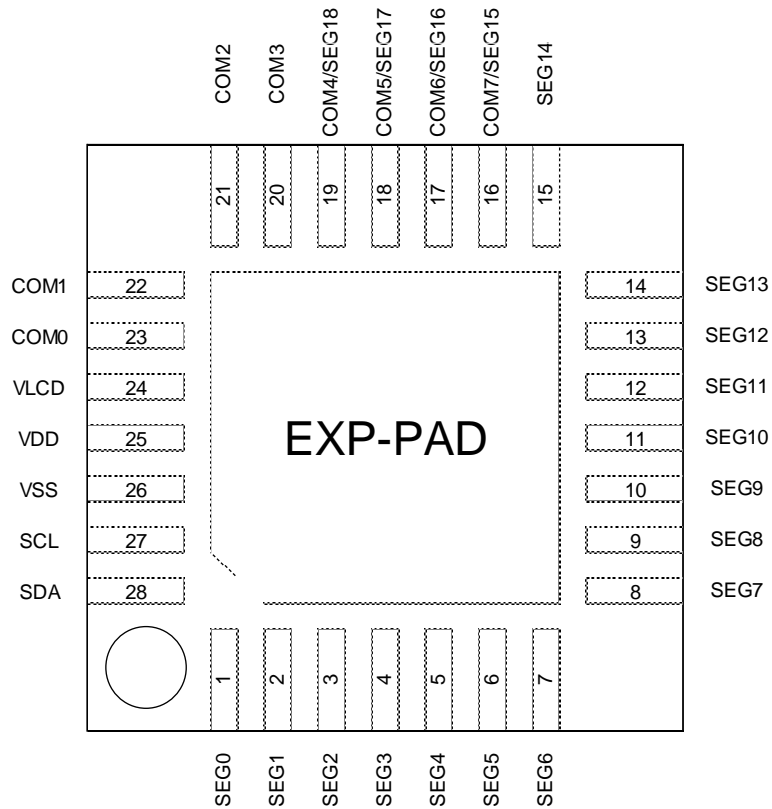 COM2
COM3
COM4/SEG18
COM5/SEG17
COM6/SEG16
COM7/SEG15
SEG14
21
20
19
18
17
16
15
COM1
22
14
SEG13
COM0
23
13
SEG12
VLCD
24
12
SEG11
VDD
25
EXP-PAD
11
SEG10
VSS
26
10
SEG9
SCL
27
9
SEG8
SDA
28
8
SEG7
1
2
3
4
5
6
7
SEG0
SEG1
SEG2
SEG3
SEG4
SEG5
SEG6